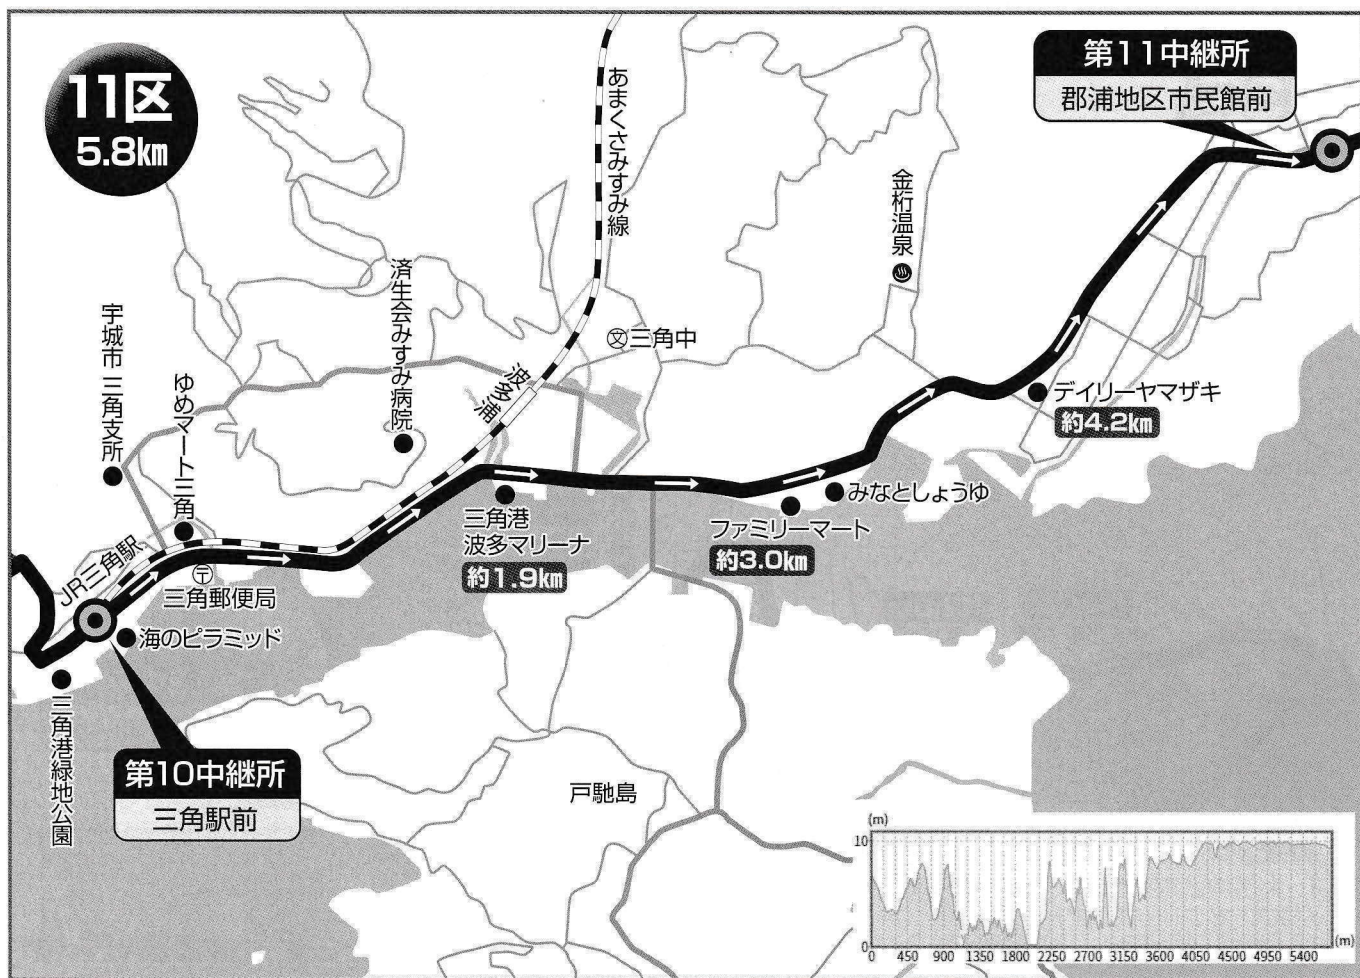 11区
5.8km
第11中継所
郡浦地区市民館前
あまくさみすみ線
金桁温泉
済生会みすみ病院
宇城市 三角支所
ゆめマート三角
波多浦
三角中
デイリーヤマザキ
約4.2km
みなとしょうゆ
ファミリーマート
約3.0km
三角港
波多マリーナ
約1.9km
JR三角駅
三角郵便局
海のピラミッド
三角港緑地公園
第10中継所
三角駅前
戸馳島
(m)
10
0
0 450 900 1350 1800 2250 2700 3150 3600 4050 4500 4950 5400
(m)